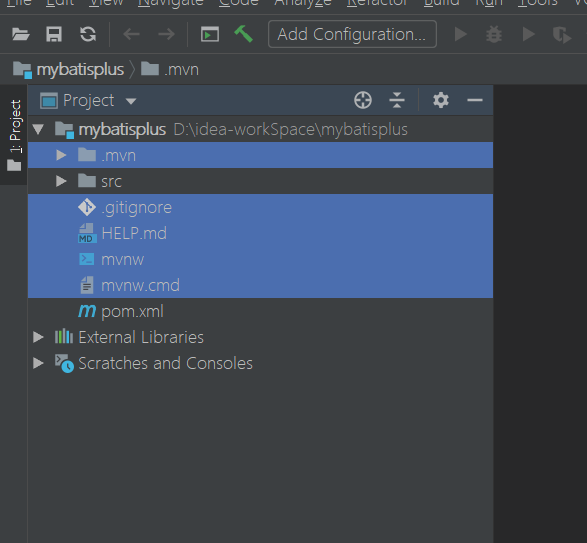 File Edit View Navigate Code Analyze Refactor Build Run Tools
Add Configuration...
mybatisplus .mvn
1: Project
Project
mybatisplus D:\idea-workSpace\mybatisplus
.mvn
src
.gitignore
MD HELP.md
mvnw
mvnw.cmd
m pom.xml
External Libraries
Scratches and Consoles